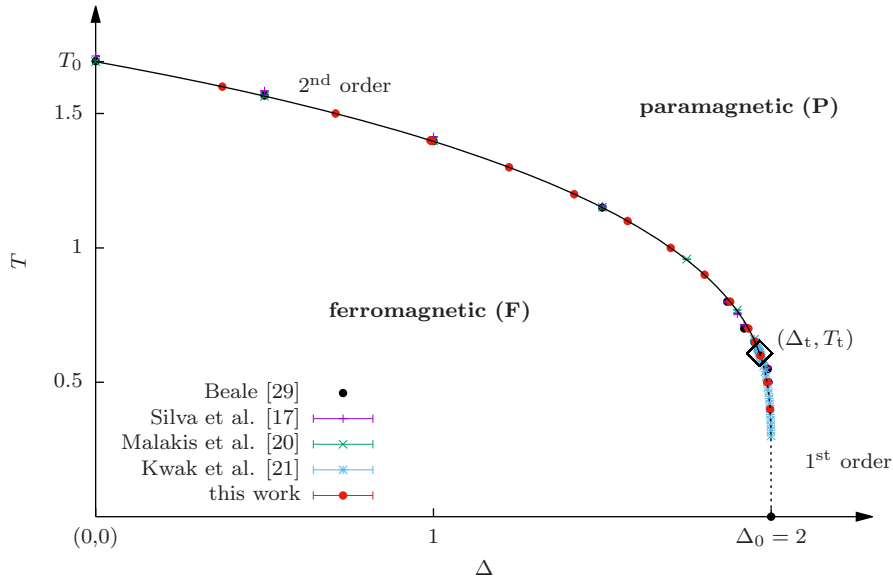 T₀
2ⁿᵈ order
1.5
paramagnetic (P)
1
T
ferromagnetic (F)
(Δₜ, Tₜ)
0.5
Beale [29]
Silva et al. [17]
Malakis et al. [20]
Kwak et al. [21]
1ˢᵗ order
this work
(0,0)
1
Δ₀ = 2
Δ